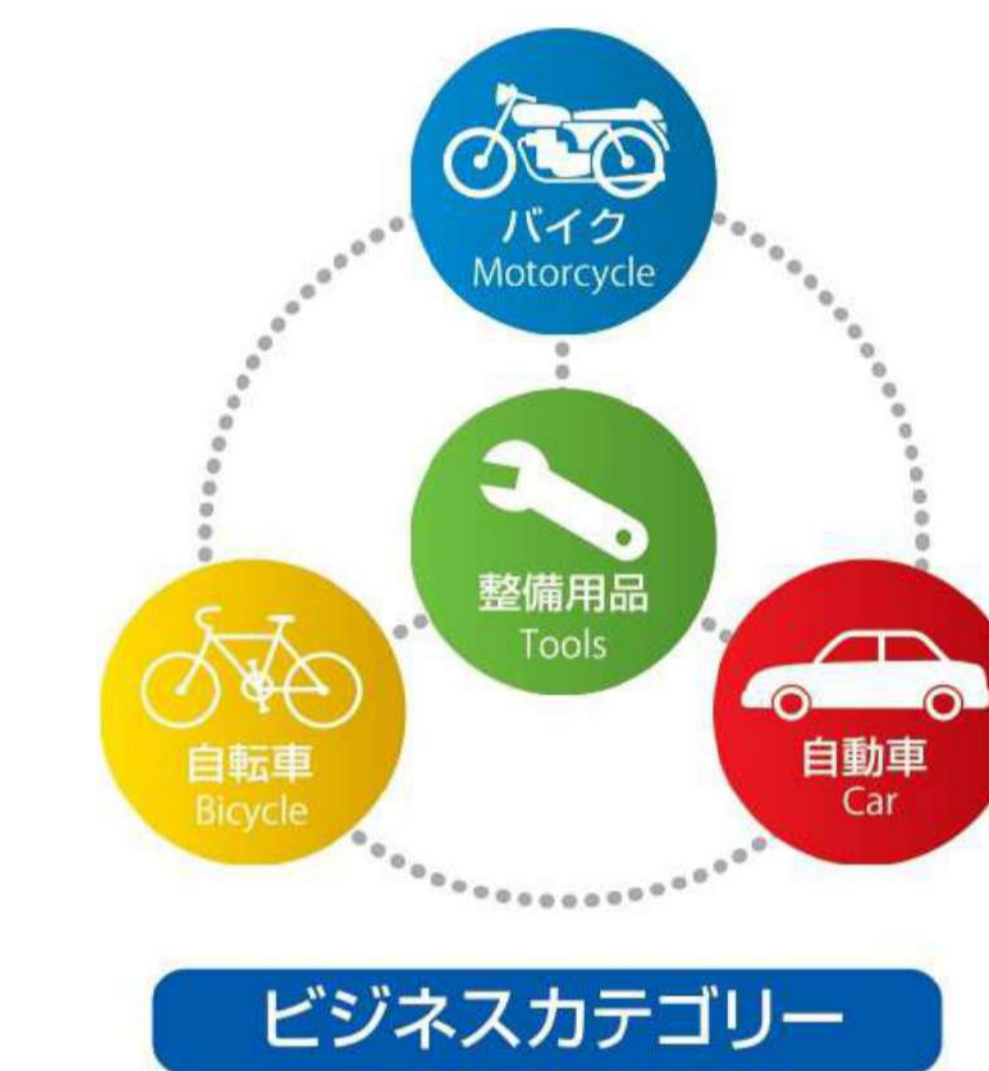 バイク
Motorcycle
整備用品
Tools
自転車
Bicycle
自動車
Car
ビジネスカテゴリー